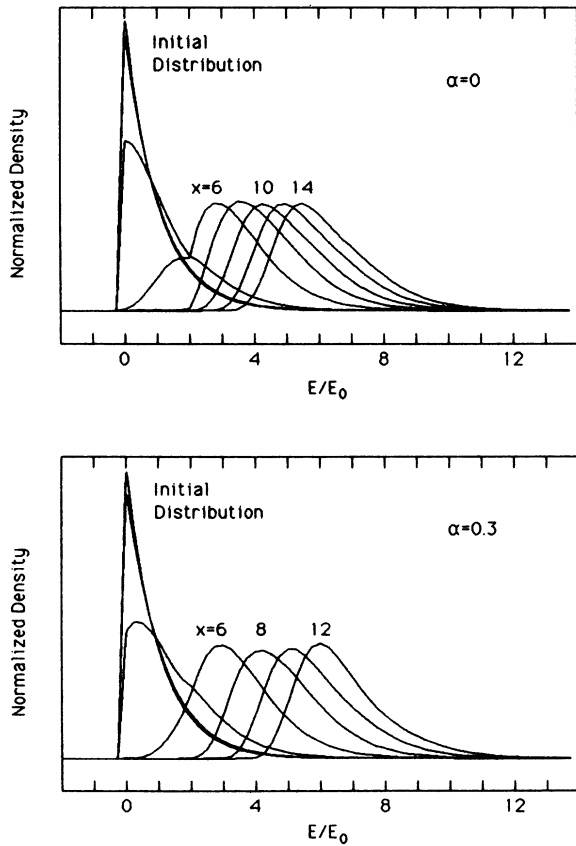 Initial
Distribution
α=0
Normalized Density
x=6 10 14
0 4 8 12
E/E₀
Initial
Distribution
α=0.3
Normalized Density
x=6 8 12
0 4 8 12
E/E₀